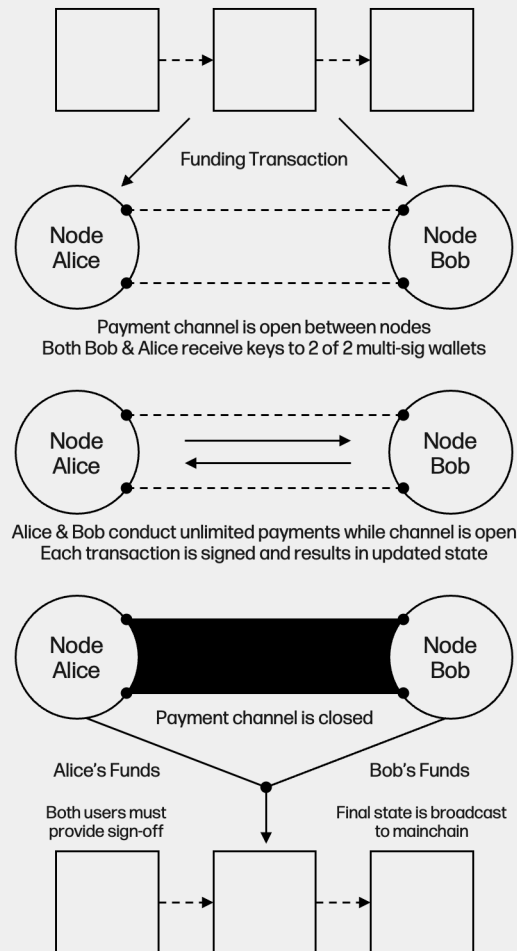 Funding Transaction
Node
Alice
Node
Bob
Payment channel is open between nodes
Both Bob & Alice receive keys to 2 of 2 multi-sig wallets
Node
Alice
Node
Bob
Alice & Bob conduct unlimited payments while channel is open
Each transaction is signed and results in updated state
Node
Alice
Node
Bob
Payment channel is closed
Alice’s Funds
Bob’s Funds
Both users must
provide sign-off
Final state is broadcast
to mainchain